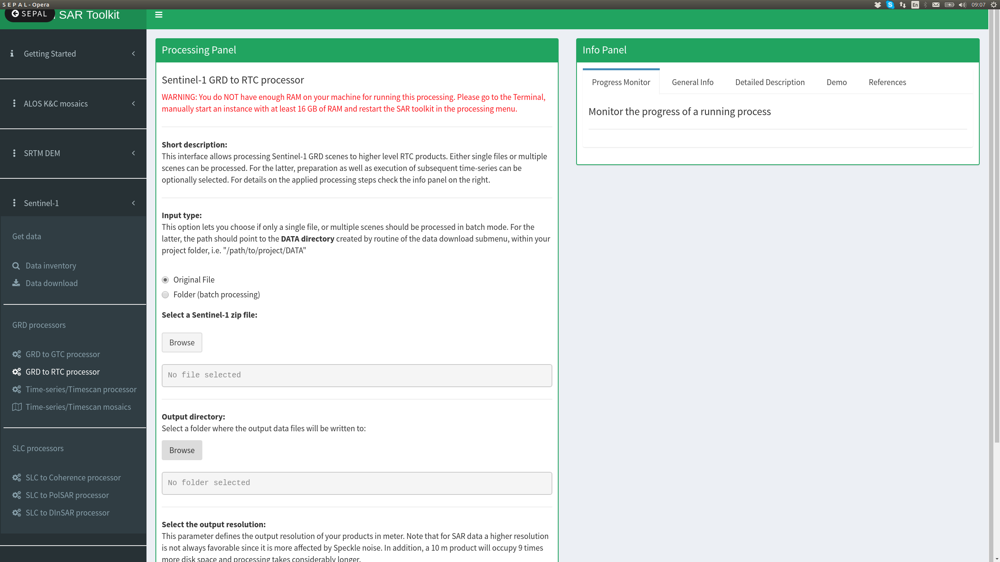 S E P A L - Opera
En
09:07
SEPAL
SAR Toolkit
Getting Started
ALOS K&C mosaics
SRTM DEM
Sentinel-1
Get data
Data inventory
Data download
GRD processors
GRD to GTC processor
GRD to RTC processor
Time-series/Timescan processor
Time-series/Timescan mosaics
SLC processors
SLC to Coherence processor
SLC to PolSAR processor
SLC to DInSAR processor
Processing Panel
Sentinel-1 GRD to RTC processor
WARNING: You do NOT have enough RAM on your machine for running this processing. Please go to the Terminal,
manually start an instance with at least 16 GB of RAM and restart the SAR toolkit in the processing menu.
Short description:
This interface allows processing Sentinel-1 GRD scenes to higher level RTC products. Either single files or multiple
scenes can be processed. For the latter, preparation as well as execution of subsequent time-series can be
optionally selected. For details on the applied processing steps check the info panel on the right.
Input type:
This option lets you choose if only a single file, or multiple scenes should be processed in batch mode. For the
latter, the path should point to the DATA directory created by routine of the data download submenu, within your
project folder, i.e. "/path/to/project/DATA"
Original File
Folder (batch processing)
Select a Sentinel-1 zip file:
Browse
No file selected
Output directory:
Select a folder where the output data files will be written to:
Browse
No folder selected
Select the output resolution:
This parameter defines the output resolution of your products in meter. Note that for SAR data a higher resolution
is not always favorable since it is more affected by Speckle noise. In addition, a 10 m product will occupy 9 times
more disk space and processing takes considerably longer.
Info Panel
Progress Monitor
General Info
Detailed Description
Demo
References
Monitor the progress of a running process